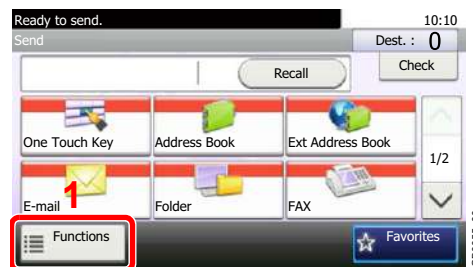 Ready to send. 10:10
Send Dest. : 0
Recall Check
One Touch Key Address Book Ext Address Book
1/2
E-mail Folder FAX
1
Functions Favorites